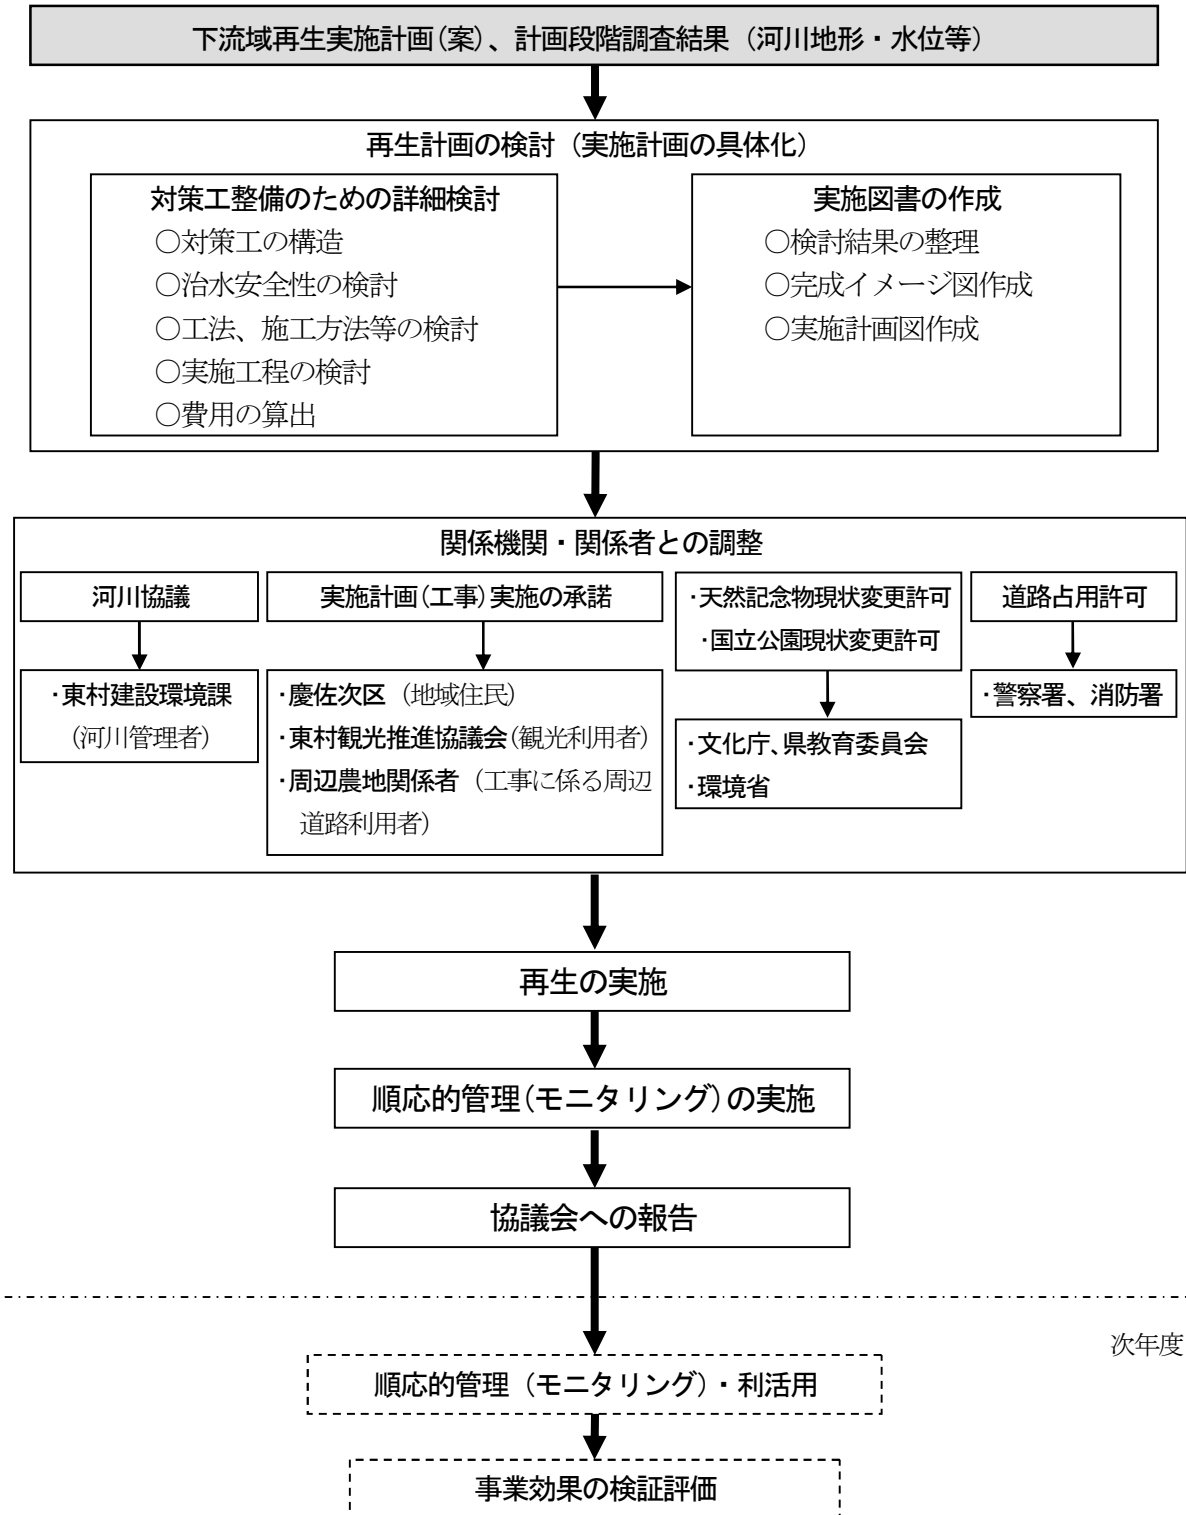 下流域再生実施計画(案)、計画段階調査結果（河川地形・水位等）
再生計画の検討（実施計画の具体化）
対策工整備のための詳細検討
○対策工の構造
○治水安全性の検討
○工法、施工方法等の検討
○実施工程の検討
○費用の算出
実施図書の作成
○検討結果の整理
○完成イメージ図作成
○実施計画図作成
関係機関・関係者との調整
河川協議
・東村建設環境課
（河川管理者）
実施計画(工事)実施の承諾
・慶佐次区（地域住民）
・東村観光推進協議会(観光利用者)
・周辺農地関係者（工事に係る周辺
道路利用者）
・天然記念物現状変更許可
・国立公園現状変更許可
・文化庁、県教育委員会
・環境省
道路占用許可
・警察署、消防署
再生の実施
順応的管理(モニタリング)の実施
協議会への報告
次年度
順応的管理（モニタリング）・利活用
事業効果の検証評価